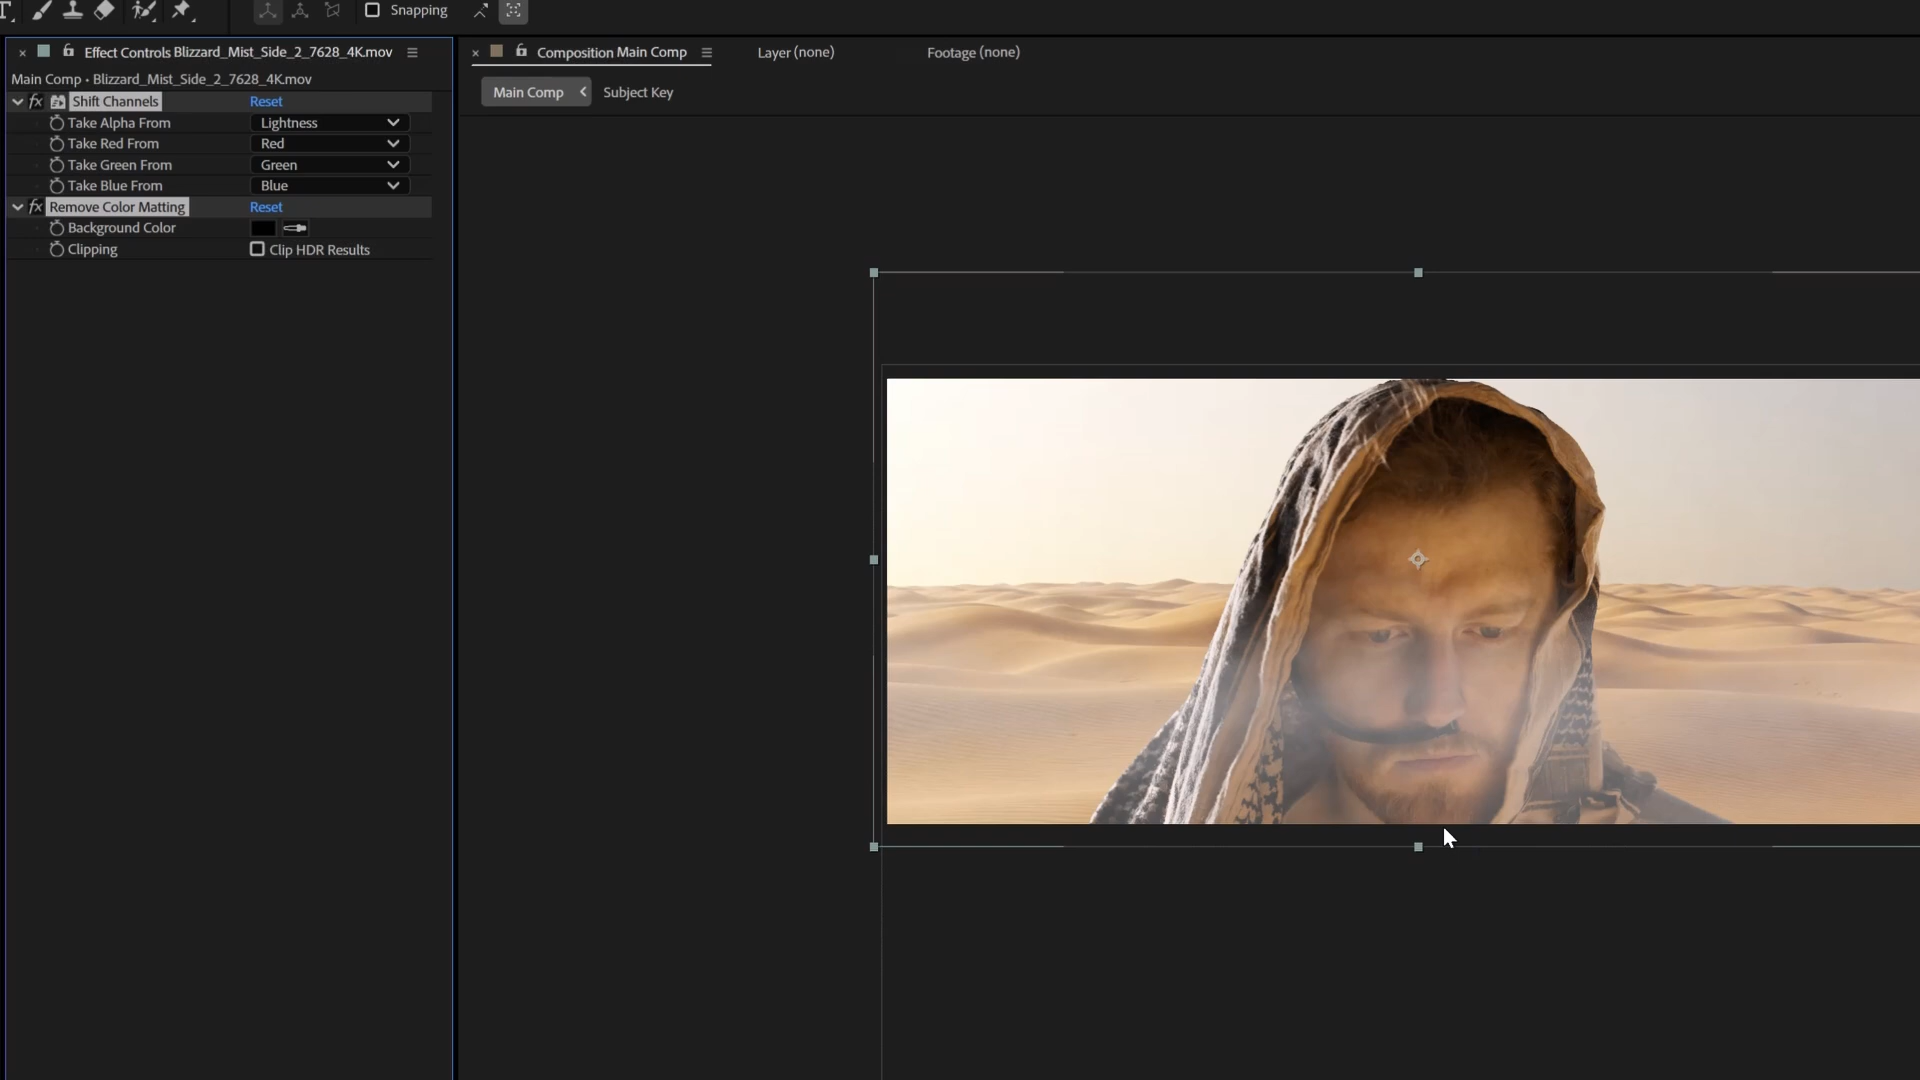 Snapping
Effect Controls Blizzard_Mist_Side_2_7628_4K.mov
Main Comp • Blizzard_Mist_Side_2_7628_4K.mov
fx Shift Channels Reset
Take Alpha From Lightness
Take Red From Red
Take Green From Green
Take Blue From Blue
fx Remove Color Matting Reset
Background Color
Clipping Clip HDR Results
Composition Main Comp Layer (none) Footage (none)
Main Comp Subject Key